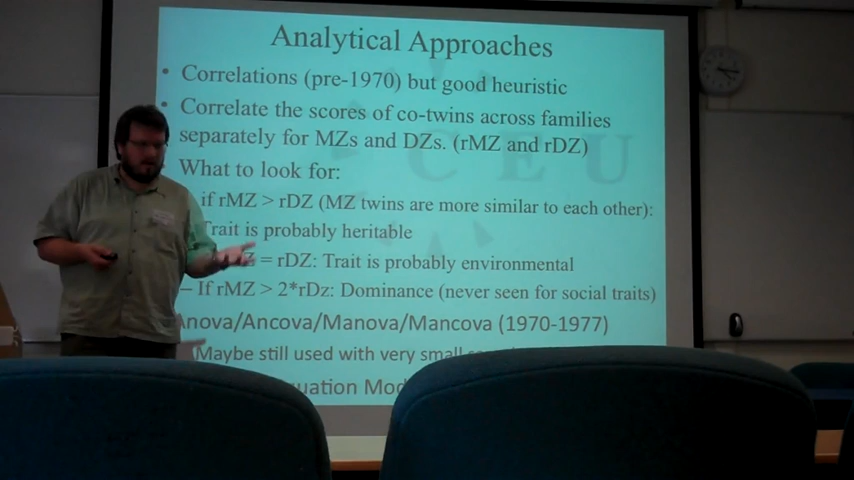 Analytical Approaches
• Correlations (pre-1970) but good heuristic
• Correlate the scores of co-twins across families
separately for MZs and DZs. (rMZ and rDZ)
What to look for:
if rMZ > rDZ (MZ twins are more similar to each other):
Trait is probably heritable
= rDZ: Trait is probably environmental
– If rMZ > 2*rDz: Dominance (never seen for social traits)
Anova/Ancova/Manova/Mancova (1970-1977)
Maybe still used with very small
CEU